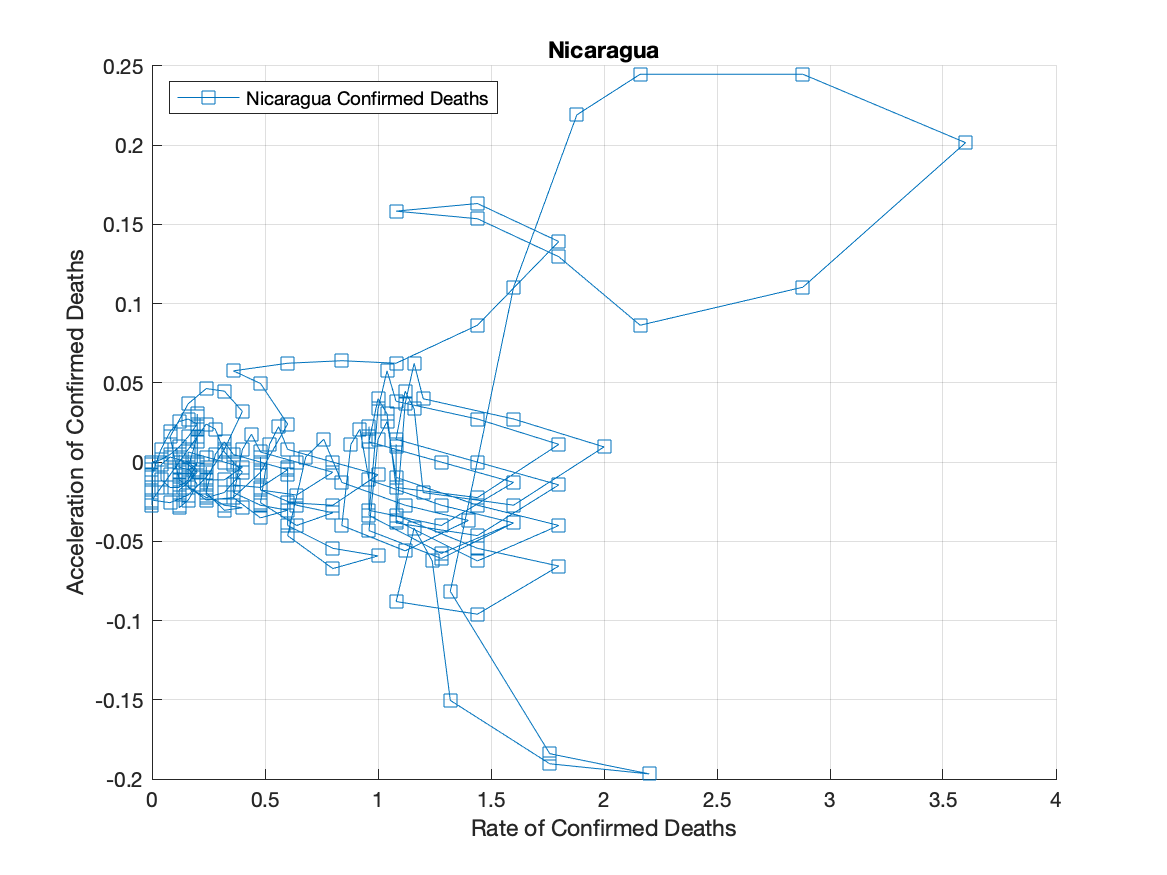 Nicaragua
0.25
Nicaragua Confirmed Deaths
0.2
0.15
0.1
0.05
0
-0.05
-0.1
-0.15
-0.2
Acceleration of Confirmed Deaths
0 0.5 1 1.5 2 2.5 3 3.5 4
Rate of Confirmed Deaths